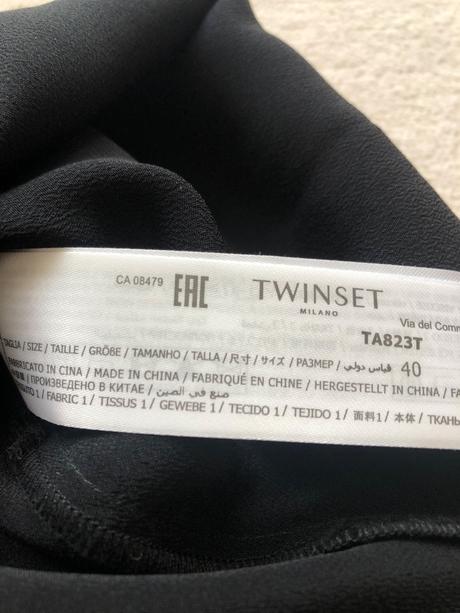 CA 08479 EAC TWINSET
MILANO
Via del Comm
TA823T
TAGLIA / SIZE / TAILLE / GRÖßE / TAMANHO / TALLA / 尺寸 / サイズ / РАЗМЕР / قياس دولي 40
FABBRICATO IN CINA / MADE IN CHINA / FABRIQUÉ EN CHINE / HERGESTELLT IN CHINA / FA
/ ПРОИЗВЕДЕНО В КИТАЕ / صنع في الصين
/ FABRIC 1 / TISSUS 1 / GEWEBE 1 / TECIDO 1 / TEJIDO 1 / 面料1 / 本体 / ТКАНЬ